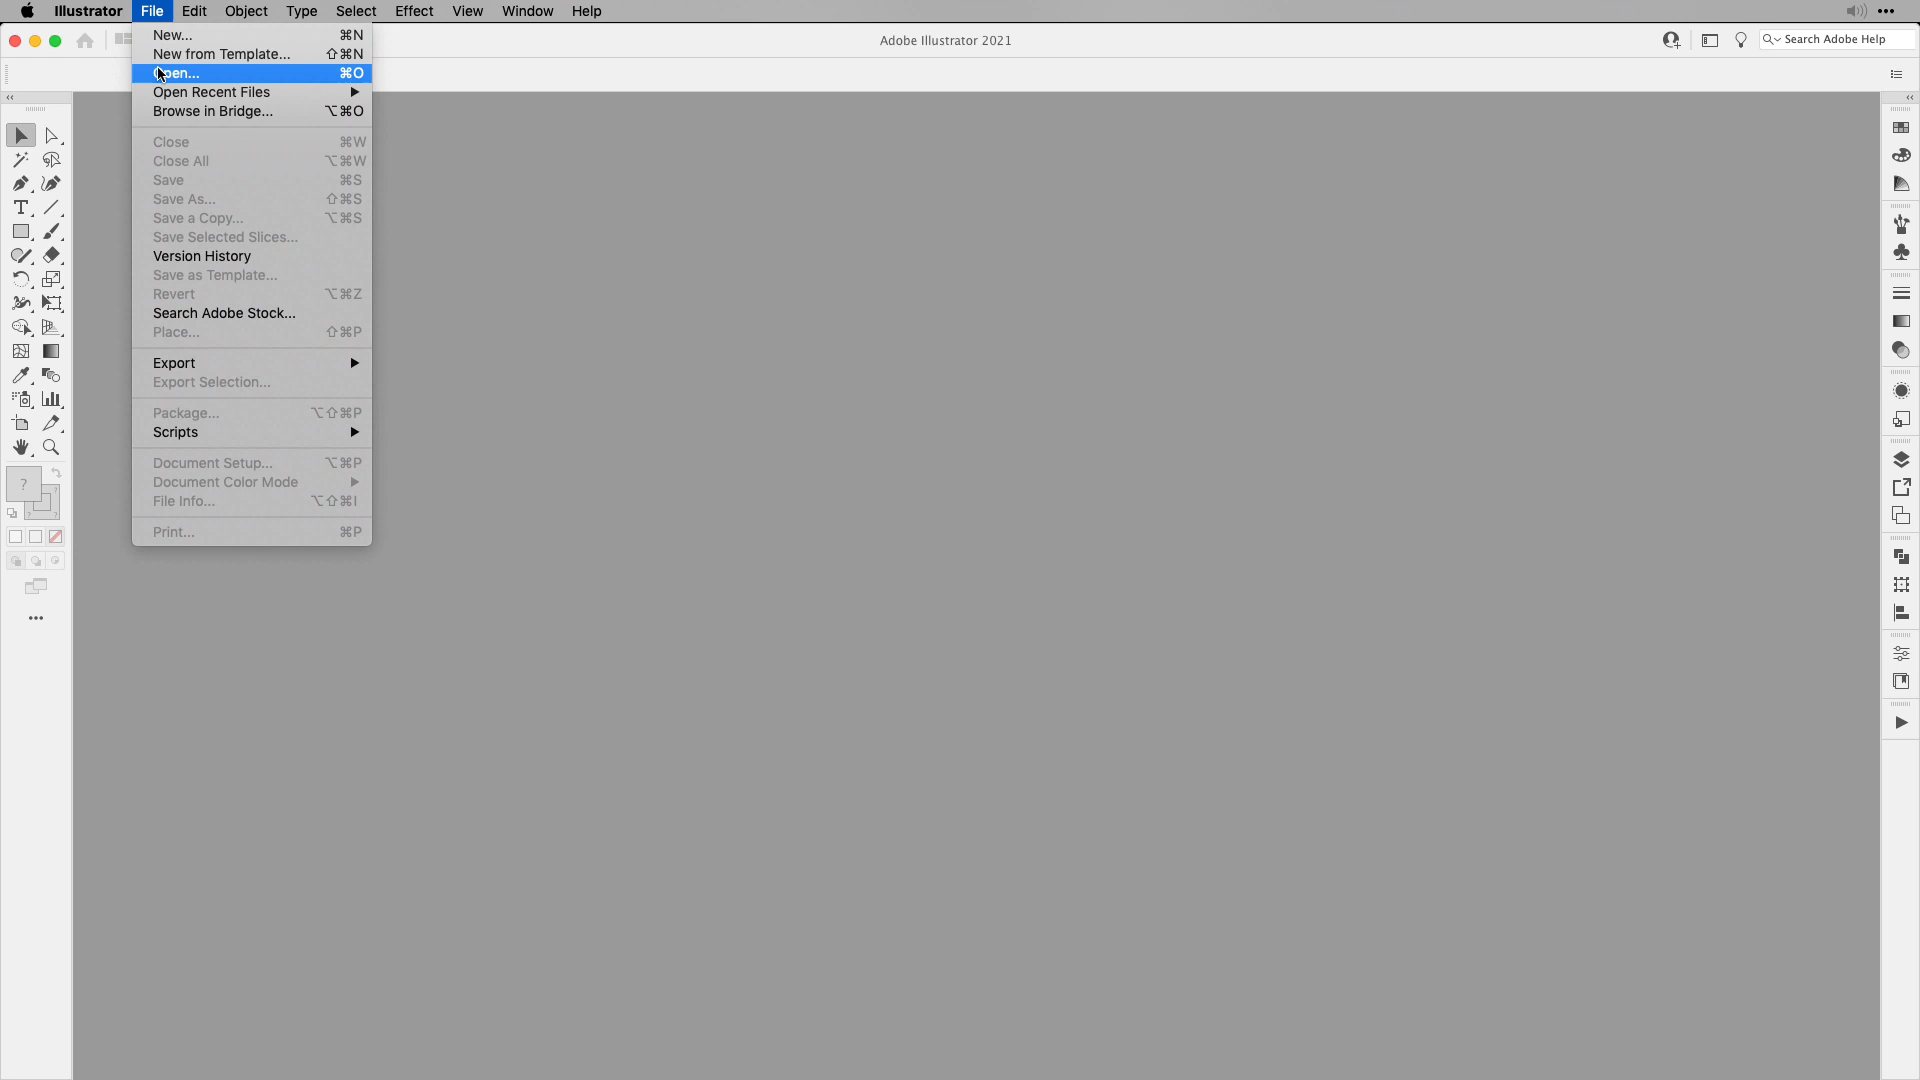 Illustrator File Edit Object Type Select Effect View Window Help
Adobe Illustrator 2021
Search Adobe Help
New... ⌘N
New from Template... ⇧⌘N
Open... ⌘O
Open Recent Files
Browse in Bridge... ⌥⌘O
Close ⌘W
Close All ⌥⌘W
Save ⌘S
Save As... ⇧⌘S
Save a Copy... ⌥⌘S
Save Selected Slices...
Version History
Save as Template...
Revert ⌥⌘Z
Search Adobe Stock...
Place... ⇧⌘P
Export
Export Selection...
Package... ⌥⇧⌘P
Scripts
Document Setup... ⌥⌘P
Document Color Mode
File Info... ⌥⇧⌘I
Print... ⌘P